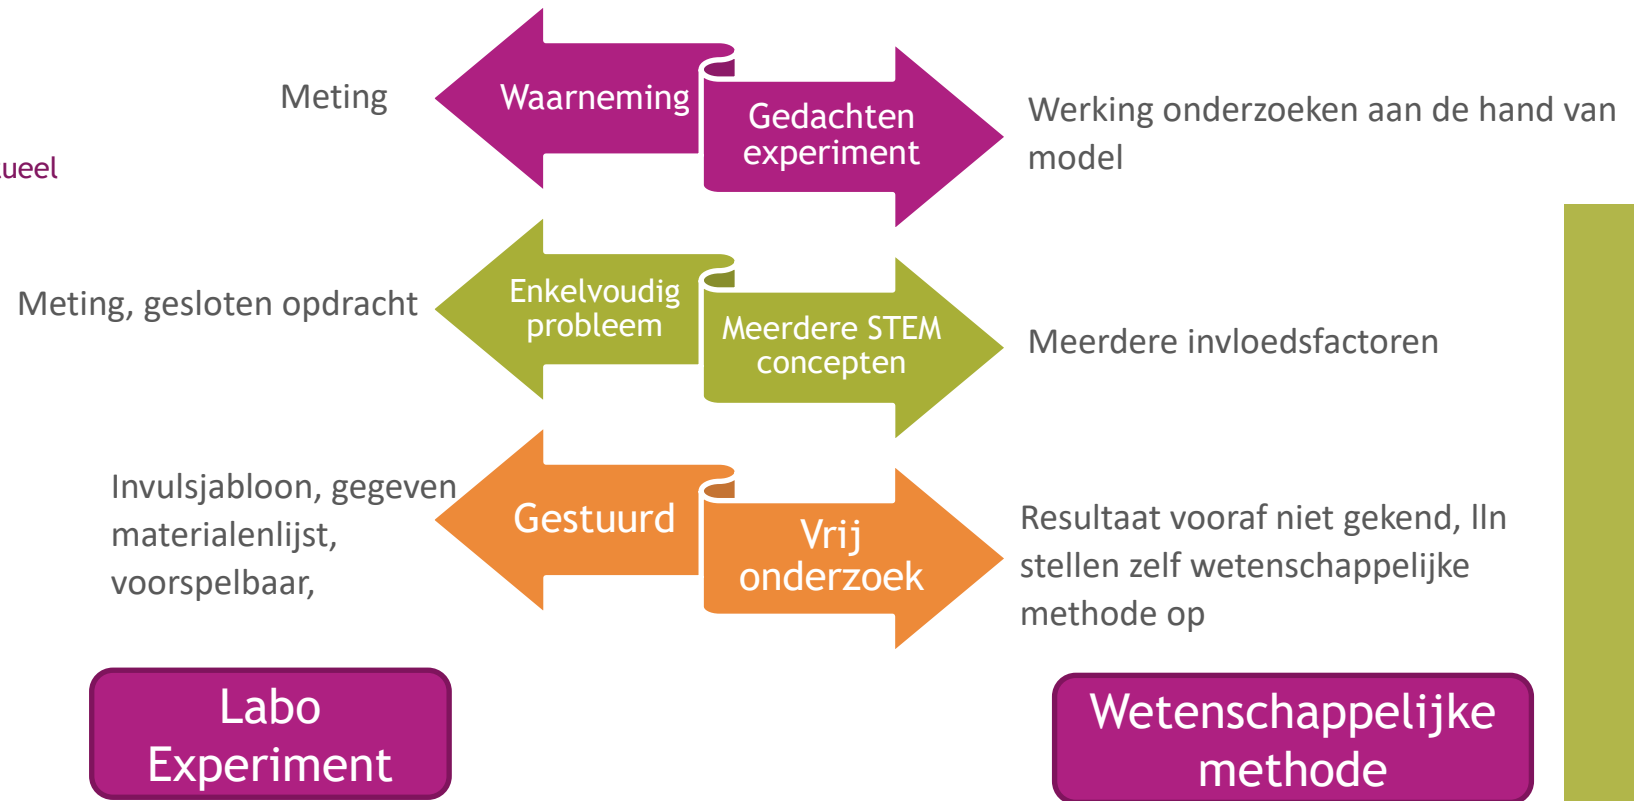 Meting
Waarneming
Gedachten
experiment
Werking onderzoeken aan de hand van
model
Meting, gesloten opdracht
Enkelvoudig
probleem
Meerdere STEM
concepten
Meerdere invloedsfactoren
Invulsjabloon, gegeven
materialenlijst,
voorspelbaar,
Gestuurd
Vrij
onderzoek
Resultaat vooraf niet gekend, lln
stellen zelf wetenschappelijke
methode op
Labo
Experiment
Wetenschappelijke
methode